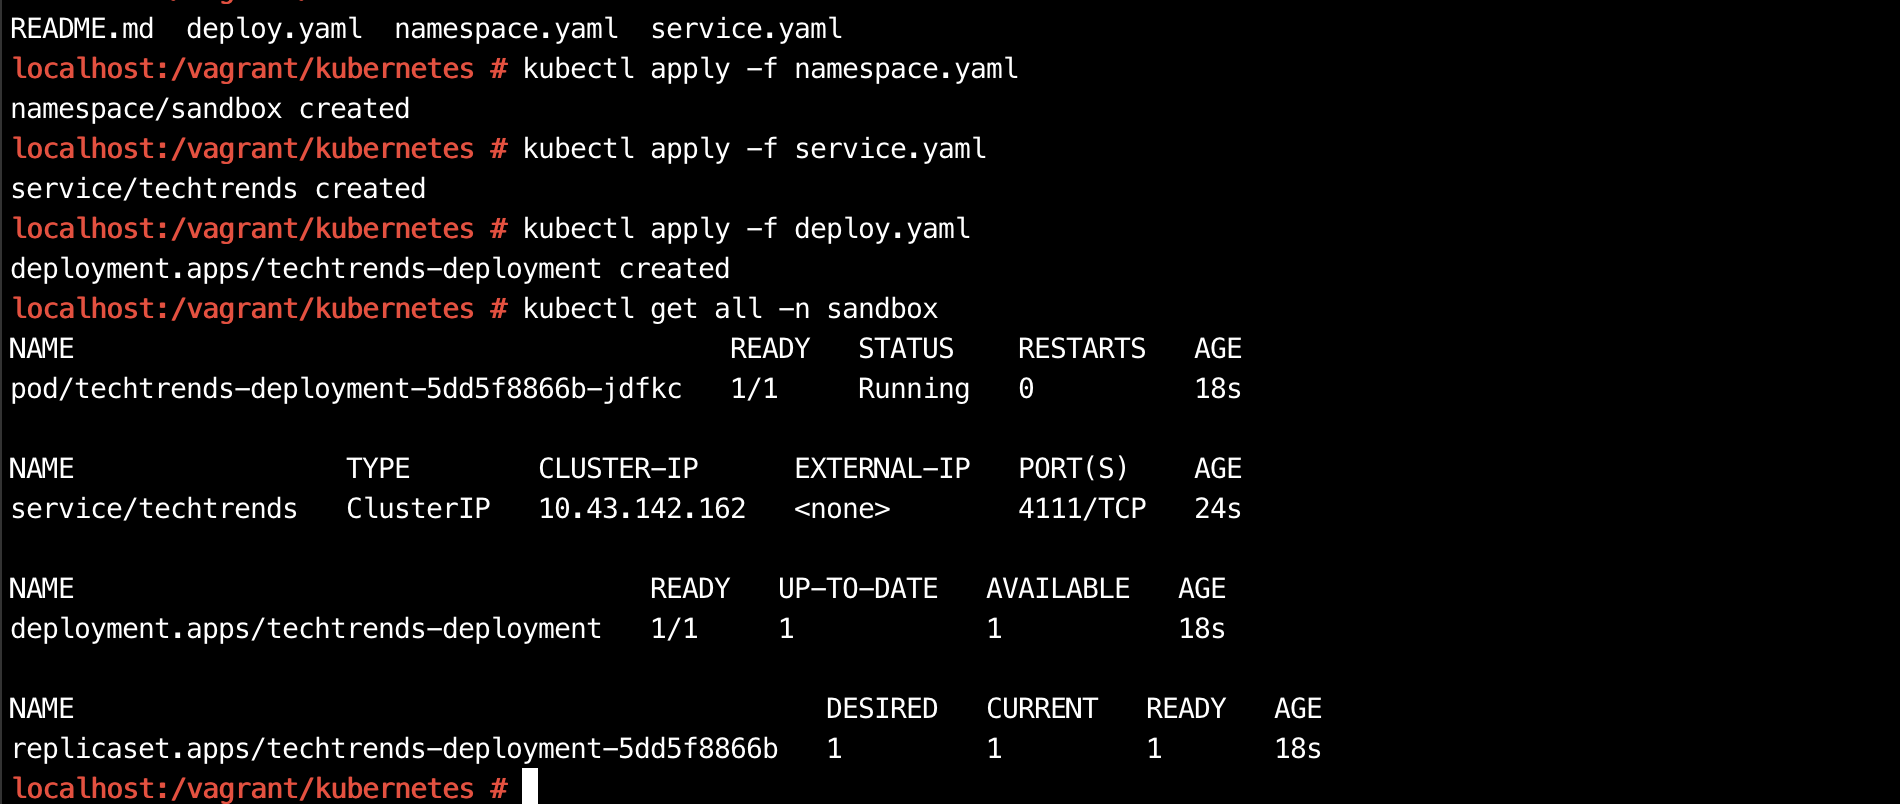 README.md  deploy.yaml  namespace.yaml  service.yaml
localhost:/vagrant/kubernetes # kubectl apply -f namespace.yaml
namespace/sandbox created
localhost:/vagrant/kubernetes # kubectl apply -f service.yaml
service/techtrends created
localhost:/vagrant/kubernetes # kubectl apply -f deploy.yaml
deployment.apps/techtrends-deployment created
localhost:/vagrant/kubernetes # kubectl get all -n sandbox
NAME                                         READY   STATUS    RESTARTS   AGE
pod/techtrends-deployment-5dd5f8866b-jdfkc   1/1     Running   0          18s
NAME                 TYPE        CLUSTER-IP      EXTERNAL-IP   PORT(S)    AGE
service/techtrends   ClusterIP   10.43.142.162   <none>        4111/TCP   24s
NAME                                    READY   UP-TO-DATE   AVAILABLE   AGE
deployment.apps/techtrends-deployment   1/1     1            1           18s
NAME                                               DESIRED   CURRENT   READY   AGE
replicaset.apps/techtrends-deployment-5dd5f8866b   1         1         1       18s
localhost:/vagrant/kubernetes #